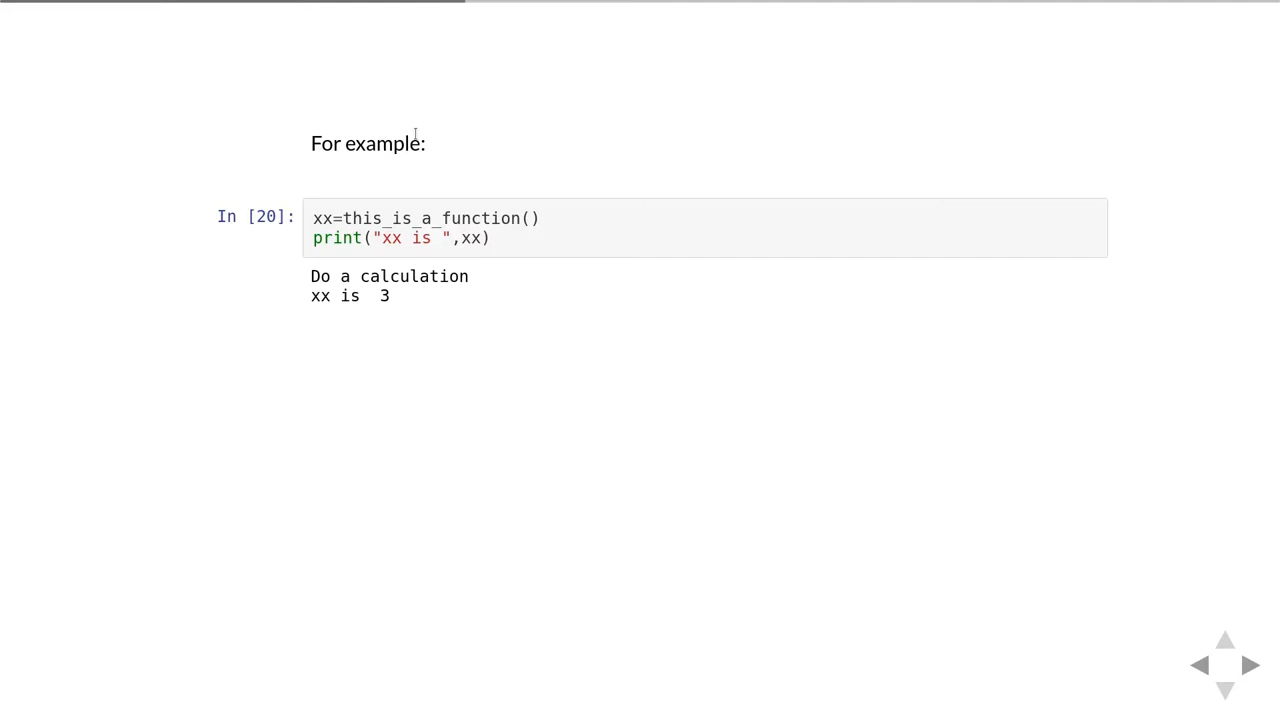 For example:
In [20]: xx=this_is_a_function()
print("xx is ",xx)
Do a calculation
xx is  3